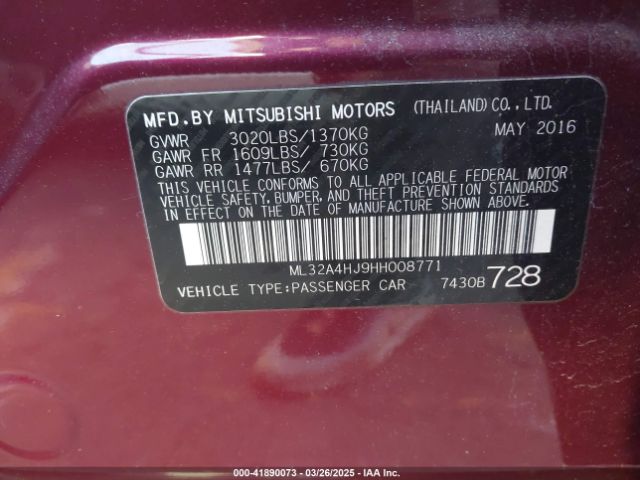 MFD. BY MITSUBISHI MOTORS (THAILAND) CO., LTD.
GVWR 3020LBS/1370KG MAY 2016
GAWR FR 1609LBS/ 730KG
GAWR RR 1477LBS/ 670KG
THIS VEHICLE CONFORMS TO ALL APPLICABLE FEDERAL MOTOR
VEHICLE SAFETY, BUMPER, AND THEFT PREVENTION STANDARDS
IN EFFECT ON THE DATE OF MANUFACTURE SHOWN ABOVE.
ML32A4HJ9HH008771
VEHICLE TYPE:PASSENGER CAR 7430B 728
000-41890073 - 03/26/2025 - IAA Inc.